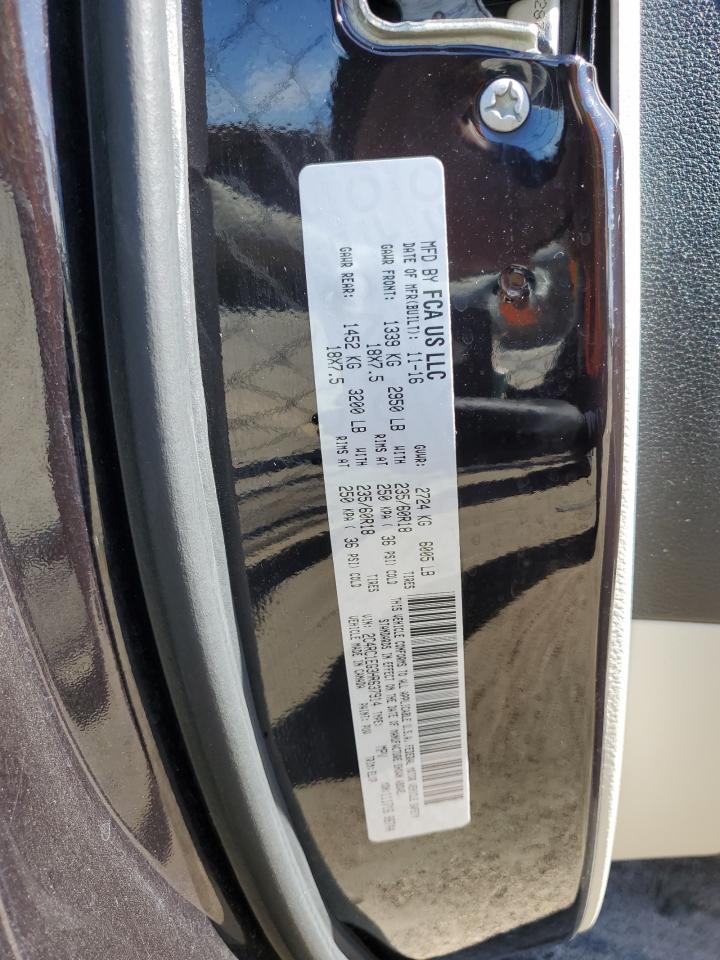 MFD BY FCA US LLC
DATE OF MFR(BUILT): 11-16 GVWR: 2724 KG 6005 LB
GAWR FRONT: 1339 KG 2950 LB WITH 235/60R18 TIRES
18X7.5 RIMS AT 250 KPA ( 36 PSI) COLD
GAWR REAR: 1452 KG 3200 LB WITH 235/60R18 TIRES
18X7.5 RIMS AT 250 KPA ( 36 PSI) COLD
THIS VEHICLE CONFORMS TO ALL APPLICABLE U.S.A. FEDERAL MOTOR VEHICLE SAFETY
STANDARDS IN EFFECT ON THE DATE OF MANUFACTURE SHOWN ABOVE.
VIN: TYPE: MPV
VEHICLE MADE IN CANADA PAINT: